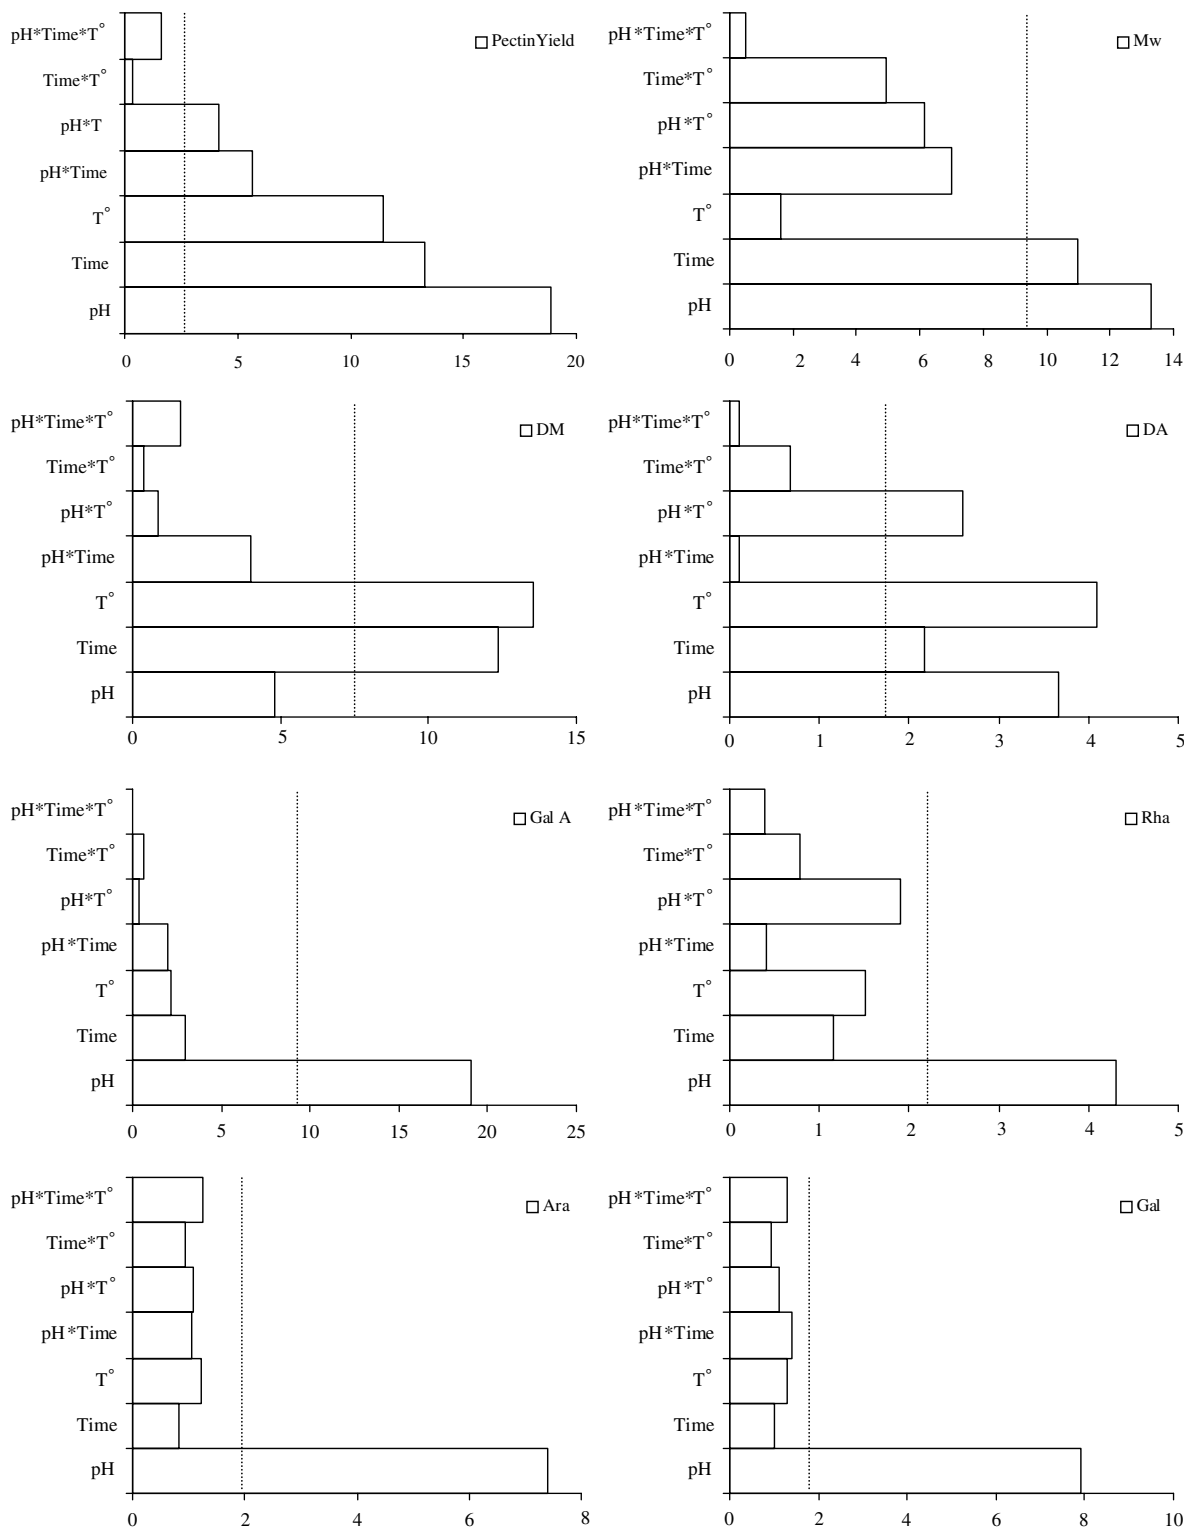 pH*Time*T°
Time*T°
pH*T
pH*Time
T°
Time
pH
0 5 10 15 20
PectinYield
pH*Time*T°
Time*T°
pH*T°
pH*Time
T°
Time
pH
0 2 4 6 8 10 12 14
Mw
pH*Time*T°
Time*T°
pH*T°
pH*Time
T°
Time
pH
0 5 10 15
DM
pH*Time*T°
Time*T°
pH*T°
pH*Time
T°
Time
pH
0 1 2 3 4 5
DA
pH*Time*T°
Time*T°
pH*T°
pH*Time
T°
Time
pH
0 5 10 15 20 25
Gal A
pH*Time*T°
Time*T°
pH*T°
pH*Time
T°
Time
pH
0 1 2 3 4 5
Rha
pH*Time*T°
Time*T°
pH*T°
pH*Time
T°
Time
pH
0 2 4 6 8
Ara
pH*Time*T°
Time*T°
pH*T°
pH*Time
T°
Time
pH
0 2 4 6 8 10
Gal